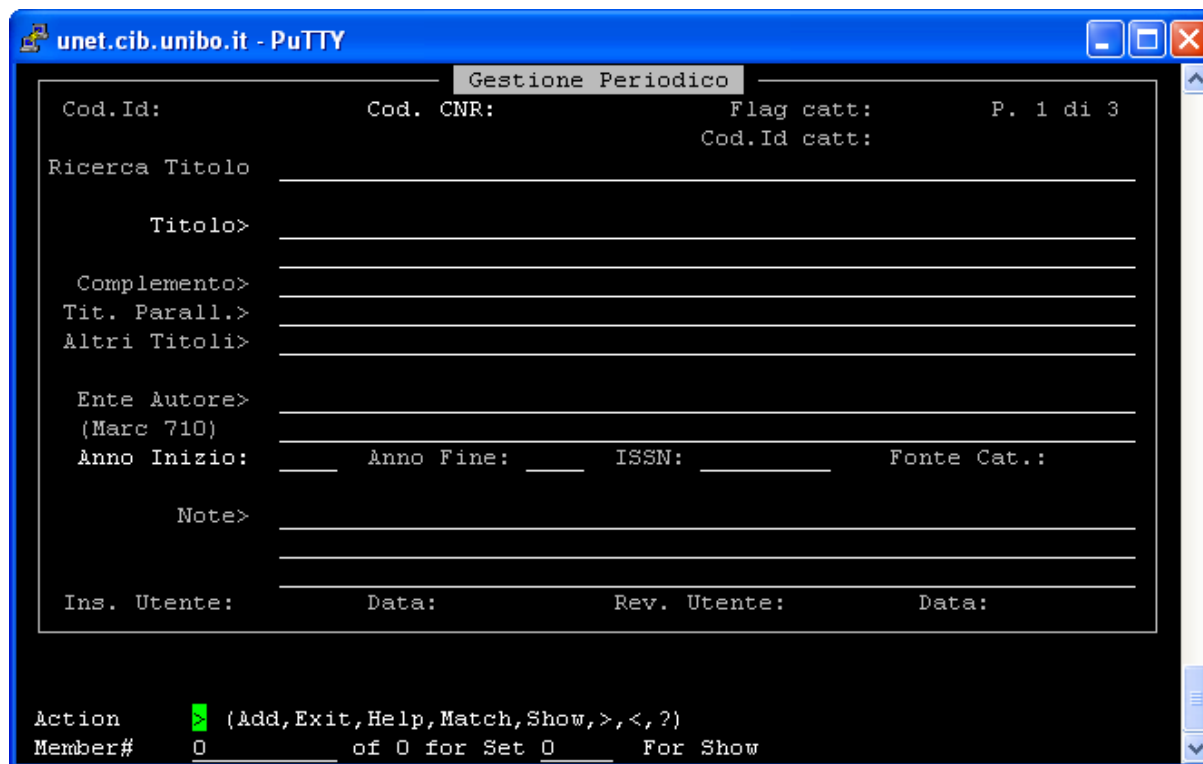 unet.cib.unibo.it - PuTTY
Gestione Periodico
Cod.Id: Cod. CNR: Flag catt: P. 1 di 3
Cod.Id catt:
Ricerca Titolo
Titolo>
Complemento>
Tit. Parall.>
Altri Titoli>
Ente Autore>
(Marc 710)
Anno Inizio: Anno Fine: ISSN: Fonte Cat.:
Note>
Ins. Utente: Data: Rev. Utente: Data:
Action > (Add,Exit,Help,Match,Show,>,<,?)
Member# 0 of 0 for Set 0 For Show